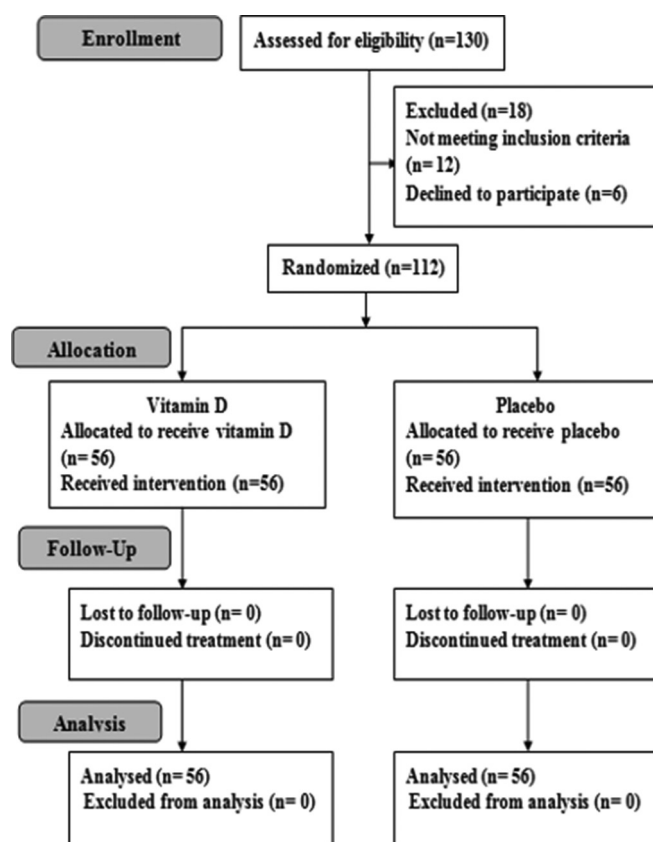 Enrollment
Assessed for eligibility (n=130)
Excluded (n=18)
Not meeting inclusion criteria
(n= 12)
Declined to participate (n=6)
Randomized (n=112)
Allocation
Vitamin D
Allocated to receive vitamin D
(n= 56)
Received intervention (n=56)
Placebo
Allocated to receive placebo
(n= 56)
Received intervention (n=56)
Follow-Up
Lost to follow-up (n= 0)
Discontinued treatment (n= 0)
Lost to follow-up (n= 0)
Discontinued treatment (n= 0)
Analysis
Analysed (n= 56)
Excluded from analysis (n= 0)
Analysed (n= 56)
Excluded from analysis (n= 0)